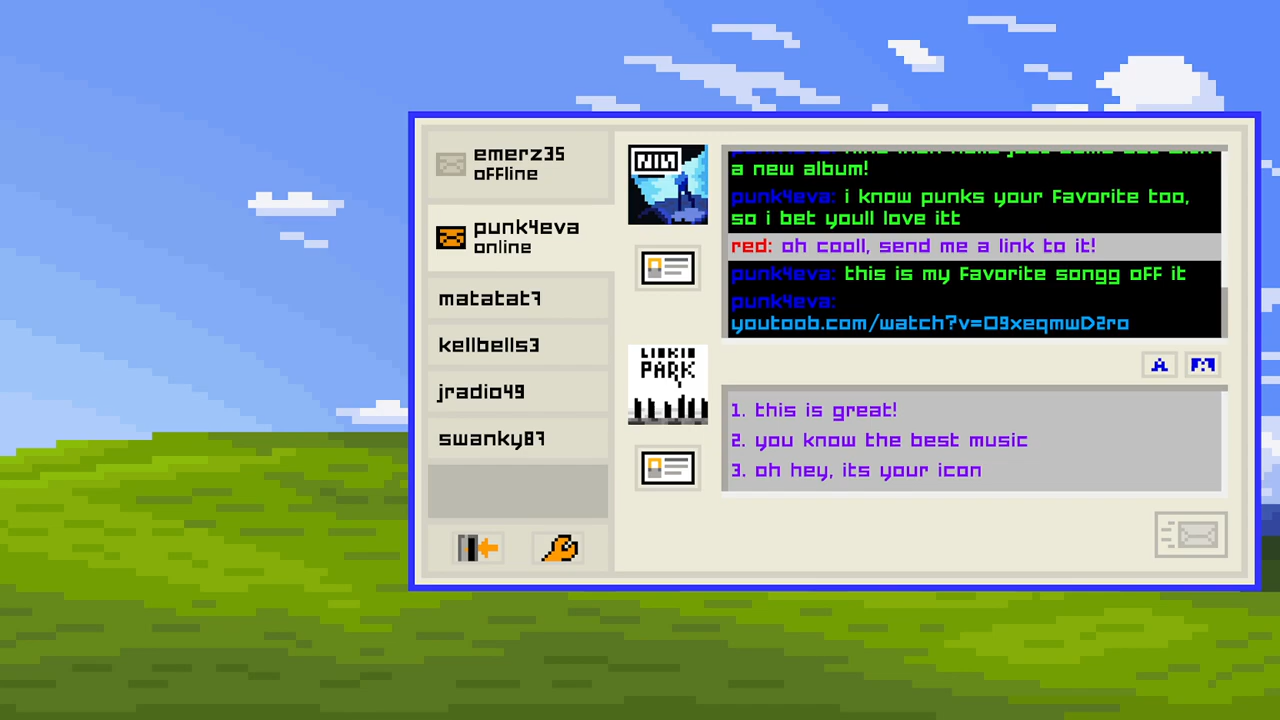 emerz35
offline
punk4eva
online
matatat7
kellbells3
jradio49
swanky87
NIN
LINKIN
PARK
a new album!
punk4eva: i know punks your favorite too,
so i bet youll love itt
red: oh cooll, send me a link to it!
punk4eva: this is my favorite songg off it
punk4eva:
youtoob.com/watch?v=O9xeqmwD2ro
A
1. this is great!
2. you know the best music
3. oh hey, its your icon